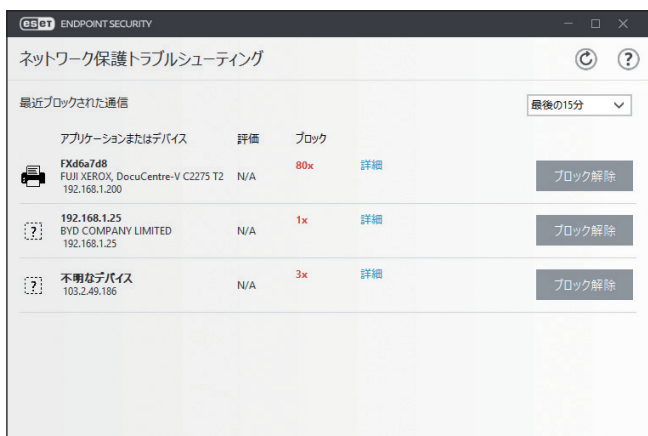 eset ENDPOINT SECURITY
ネットワーク保護トラブルシューティング
?
最近ブロックされた通信
最後の15分
アプリケーションまたはデバイス 評価 ブロック
FXd6a7d8
FUJI XEROX, DocuCentre-V C2275 T2 N/A 80x 詳細 ブロック解除
192.168.1.200
192.168.1.25
? BYD COMPANY LIMITED N/A 1x 詳細 ブロック解除
192.168.1.25
不明なデバイス
? 103.2.49.186 N/A 3x 詳細 ブロック解除